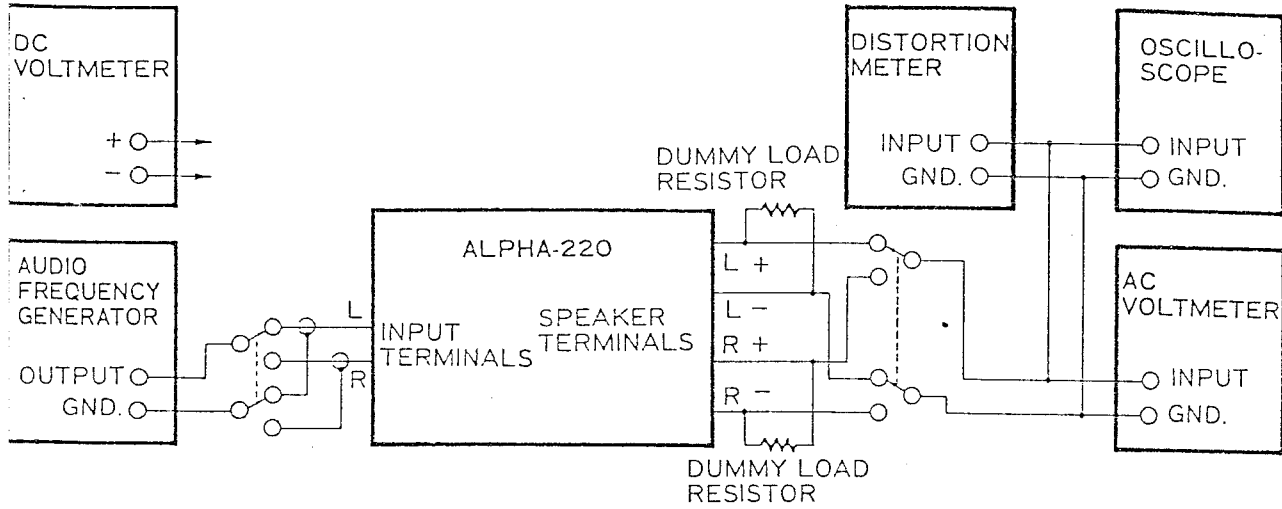 DC
VOLTMETER
+
-
AUDIO
FREQUENCY
GENERATOR
OUTPUT
GND.
L
R
ALPHA-220
INPUT
TERMINALS
SPEAKER
TERMINALS
L +
L -
R +
R -
DUMMY LOAD
RESISTOR
DUMMY LOAD
RESISTOR
DISTORTION
METER
INPUT
GND.
OSCILLO-
SCOPE
INPUT
GND.
AC
VOLTMETER
INPUT
GND.